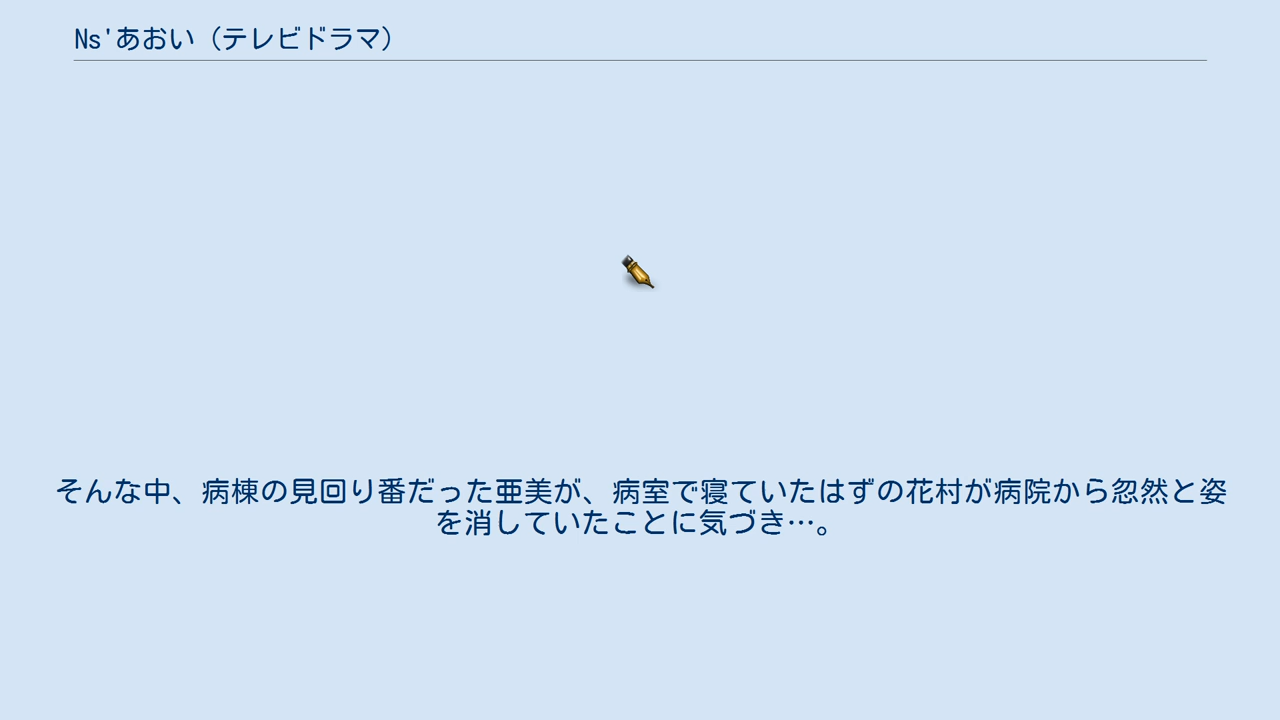 Ns'あおい（テレビドラマ）
そんな中、病棟の見回り番だった亜美が、病室で寝ていたはずの花村が病院から忽然と姿
を消していたことに気づき…。